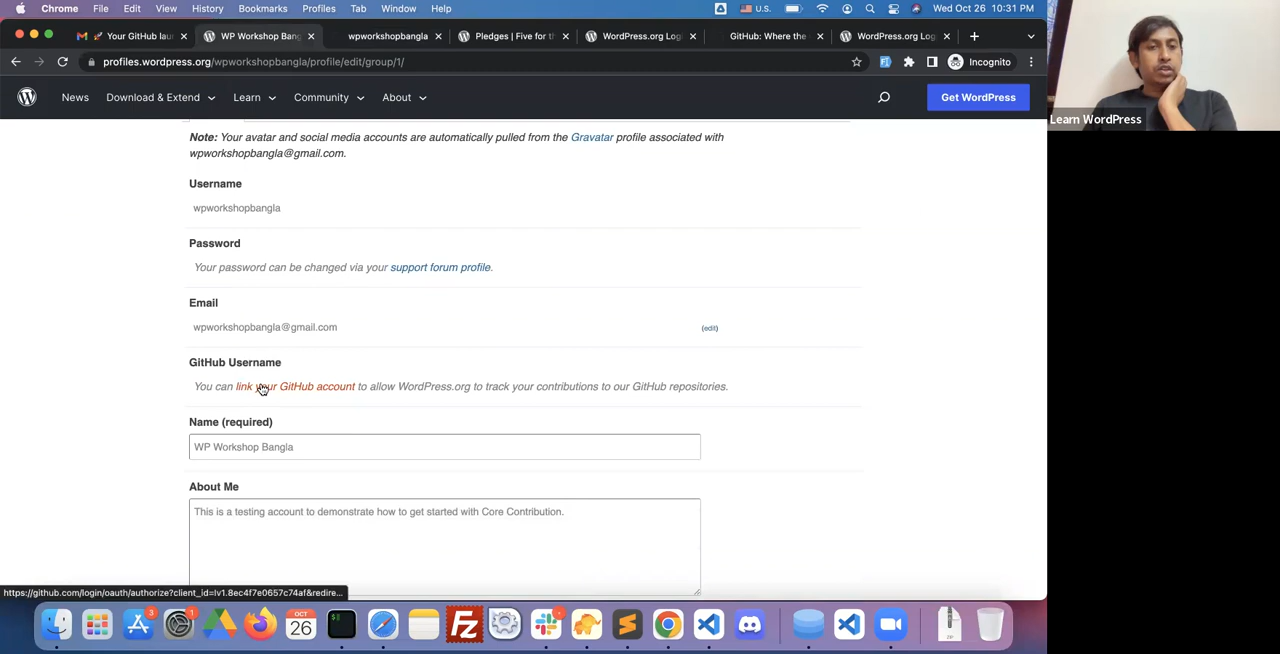 Chrome File Edit View History Bookmarks Profiles Tab Window Help U.S. Wed Oct 26 10:31 PM
Your GitHub lau WP Workshop Bang wpworkshopbangla Pledges | Five for th WordPress.org Logi GitHub: Where the WordPress.org Log
profiles.wordpress.org/wpworkshopbangla/profile/edit/group/1/ Incognito
News Download & Extend Learn Community About Get WordPress
Learn WordPress
Note: Your avatar and social media accounts are automatically pulled from the Gravatar profile associated with
wpworkshopbangla@gmail.com.
Username
wpworkshopbangla
Password
Your password can be changed via your support forum profile.
Email
wpworkshopbangla@gmail.com (edit)
GitHub Username
You can link your GitHub account to allow WordPress.org to track your contributions to our GitHub repositories.
Name (required)
WP Workshop Bangla
About Me
This is a testing account to demonstrate how to get started with Core Contribution.
https://github.com/login/oauth/authorize?client_id=Iv1.8ec4f7e0657c74af&redire...
3
1
OCT
26
Fz